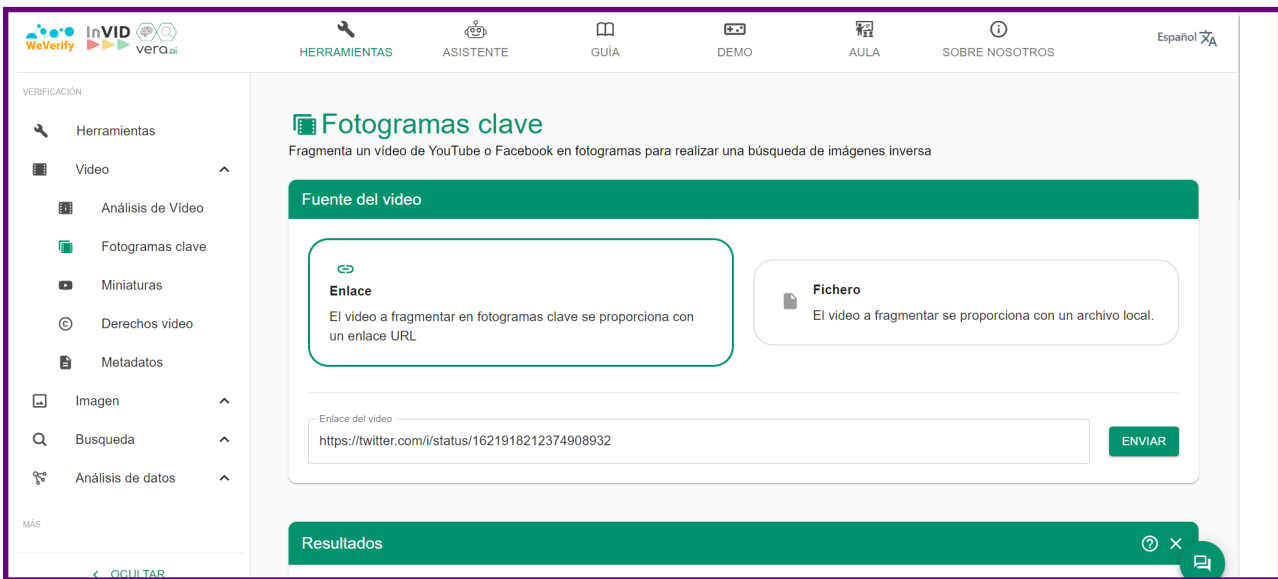 WeVerify
InVID
vera.ai
HERRAMIENTAS
ASISTENTE
GUÍA
DEMO
AULA
SOBRE NOSOTROS
Español
VERIFICACIÓN
Herramientas
Video
Análisis de Vídeo
Fotogramas clave
Miniaturas
Derechos video
Metadatos
Imagen
Busqueda
Análisis de datos
MÁS
OCULTAR
Fotogramas clave
Fragmenta un vídeo de YouTube o Facebook en fotogramas para realizar una búsqueda de imágenes inversa
Fuente del video
Enlace
El video a fragmentar en fotogramas clave se proporciona con
un enlace URL
Fichero
El video a fragmentar se proporciona con un archivo local.
Enlace del video
https://twitter.com/i/status/1621918212374908932
ENVIAR
Resultados